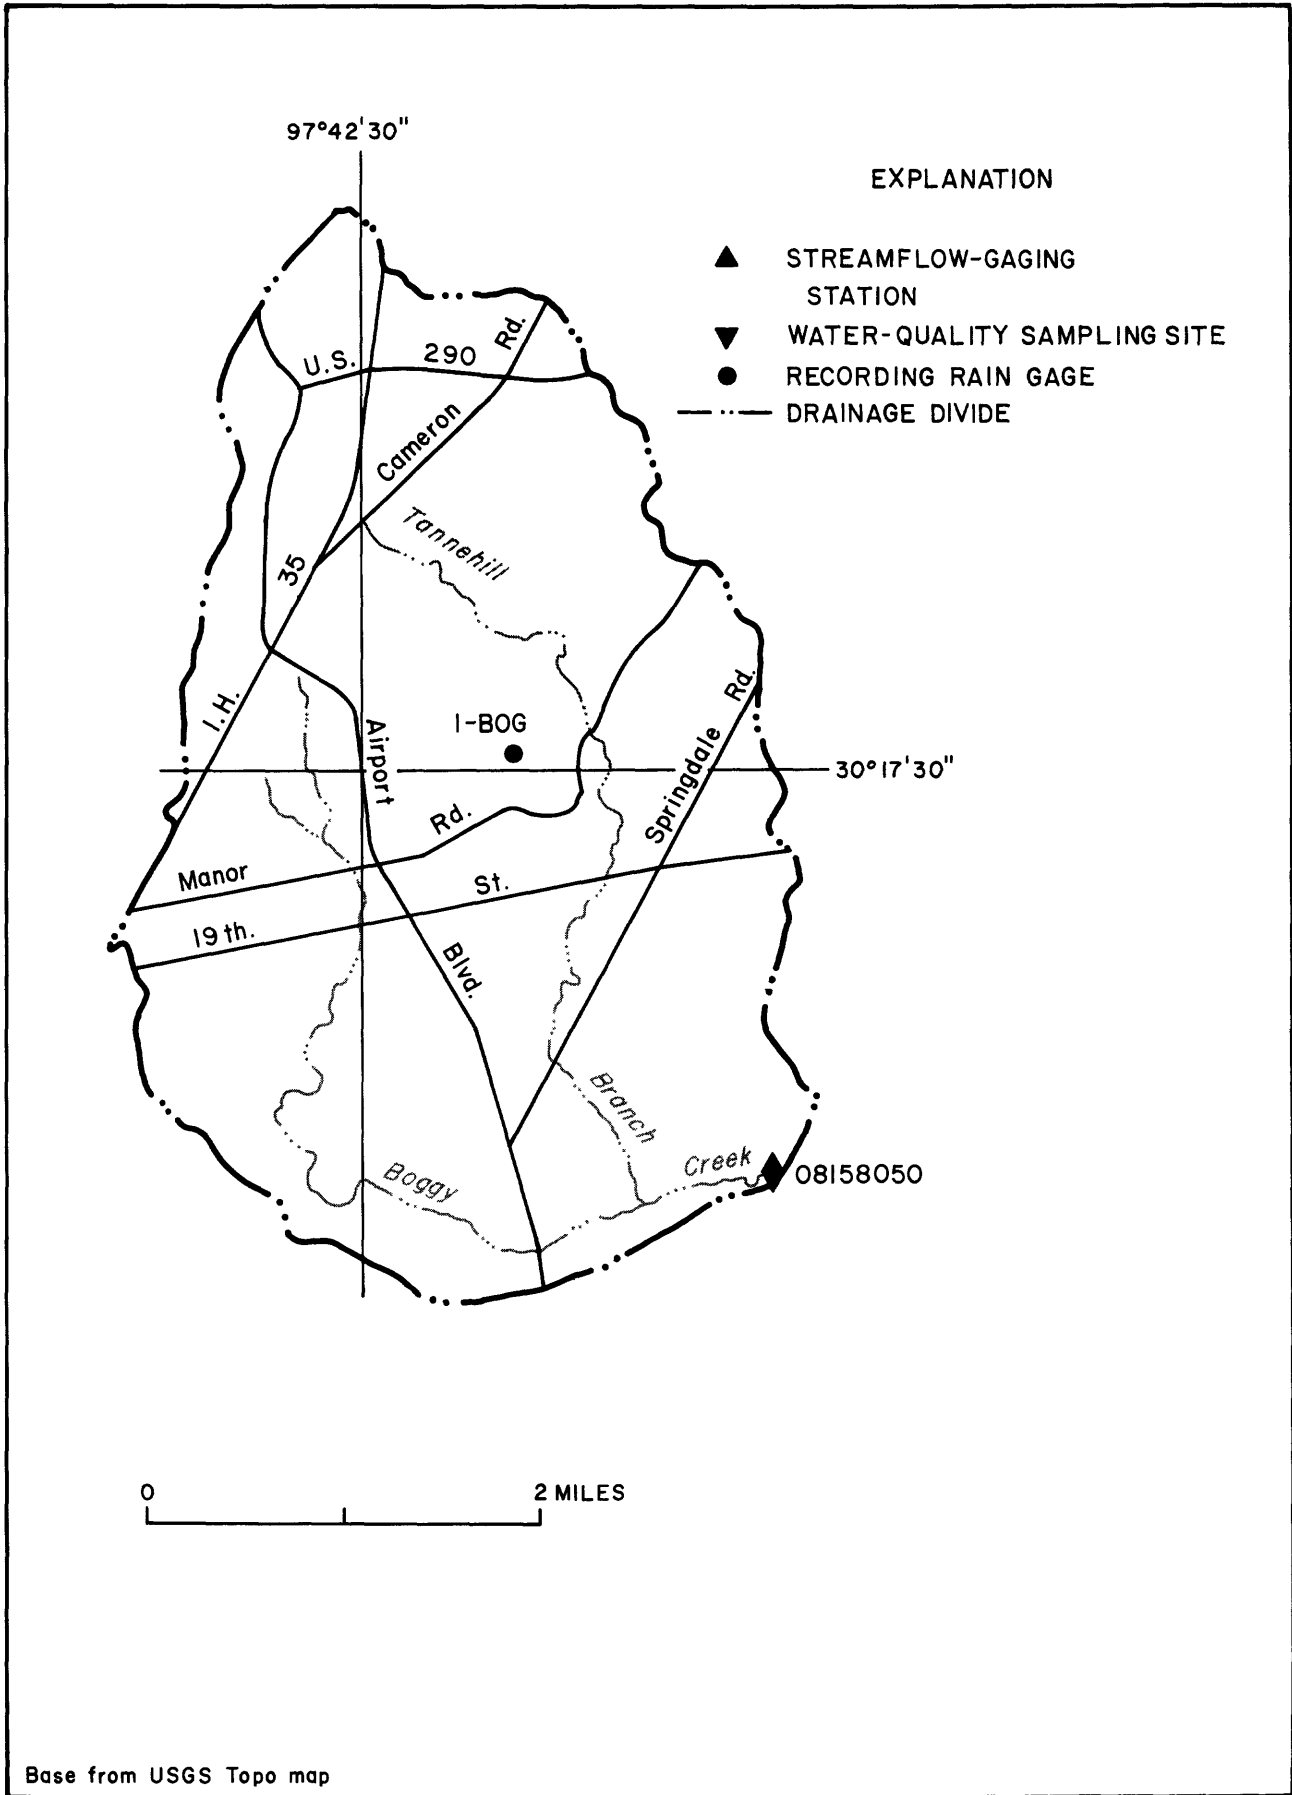 97°42'30"
EXPLANATION
STREAMFLOW-GAGING
STATION
WATER-QUALITY SAMPLING SITE
RECORDING RAIN GAGE
DRAINAGE DIVIDE
U.S. 290
Cameron Rd.
Tannehill
I.H. 35
Airport
1-BOG
Springdale Rd.
30°17'30"
Manor Rd.
19th. St.
Blvd.
Branch
Boggy Creek
08158050
0 2 MILES
Base from USGS Topo map